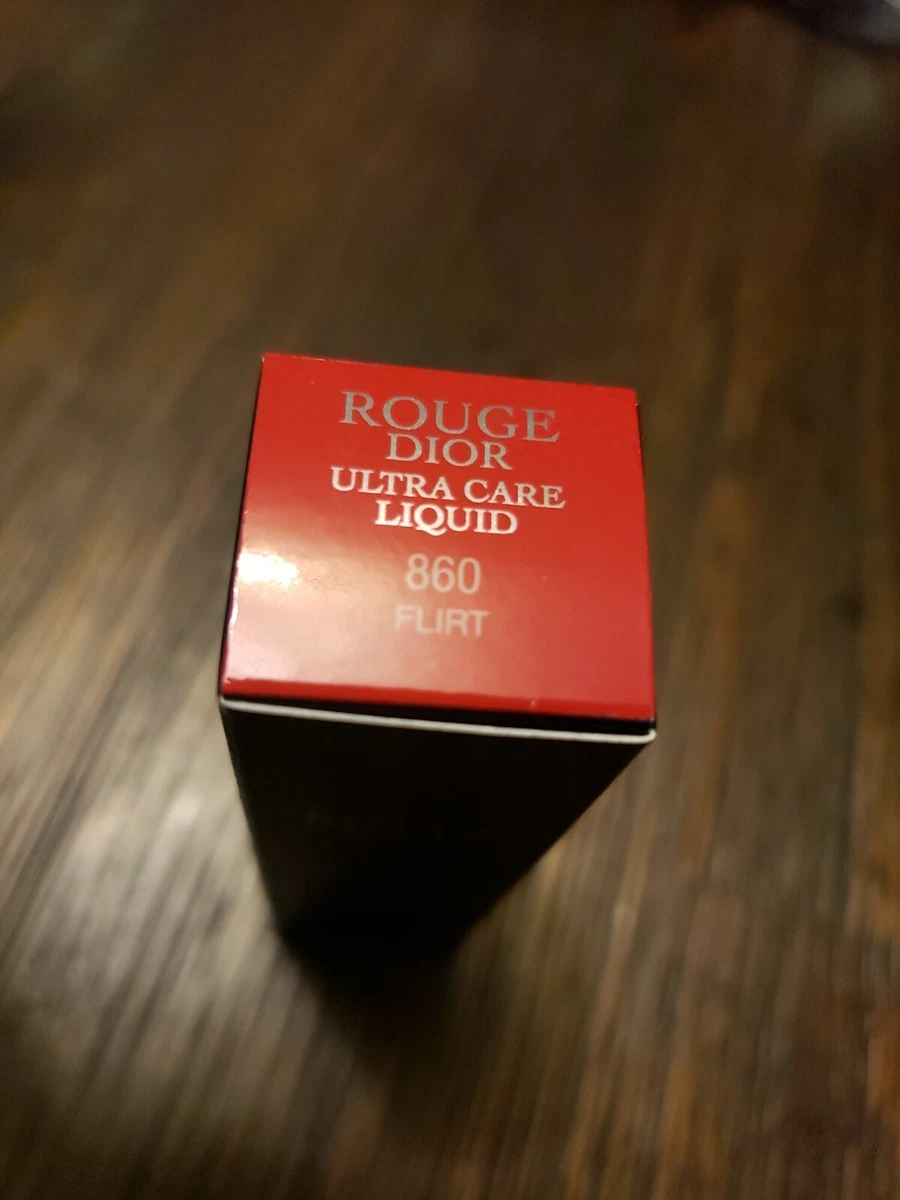 ROUGE
DIOR
ULTRA CARE
LIQUID
860
FLIRT